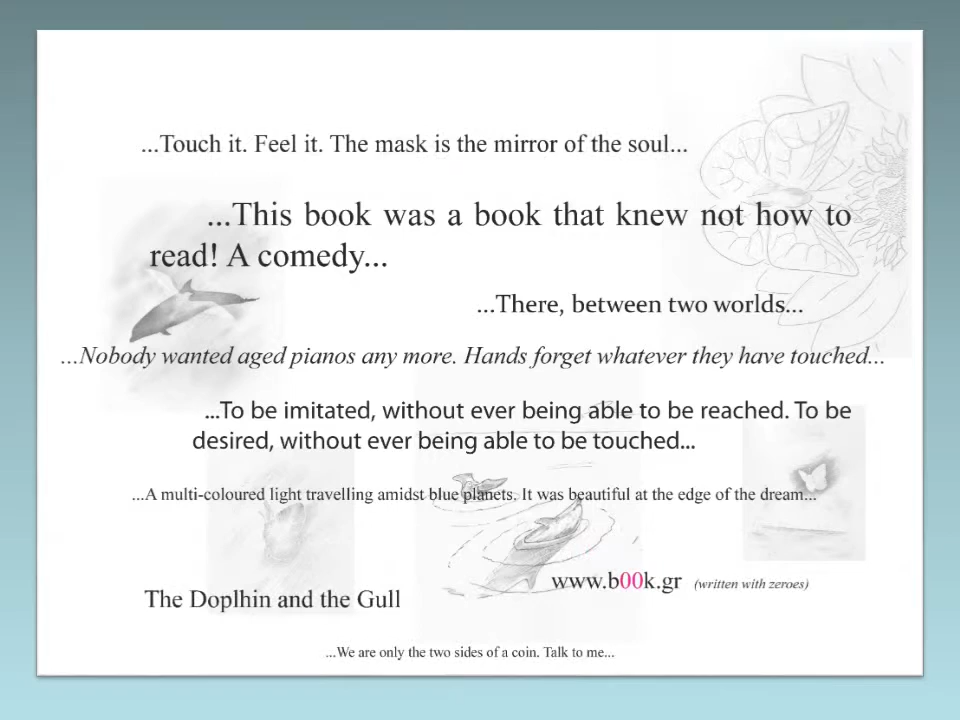 ...Touch it. Feel it. The mask is the mirror of the soul...
...This book was a book that knew not how to
read! A comedy...
...There, between two worlds...
...Nobody wanted aged pianos any more. Hands forget whatever they have touched...
...To be imitated, without ever being able to be reached. To be
desired, without ever being able to be touched...
...A multi-coloured light travelling amidst blue planets. It was beautiful at the edge of the dream...
www.b00k.gr (written with zeroes)
The Doplhin and the Gull
...We are only the two sides of a coin. Talk to me...